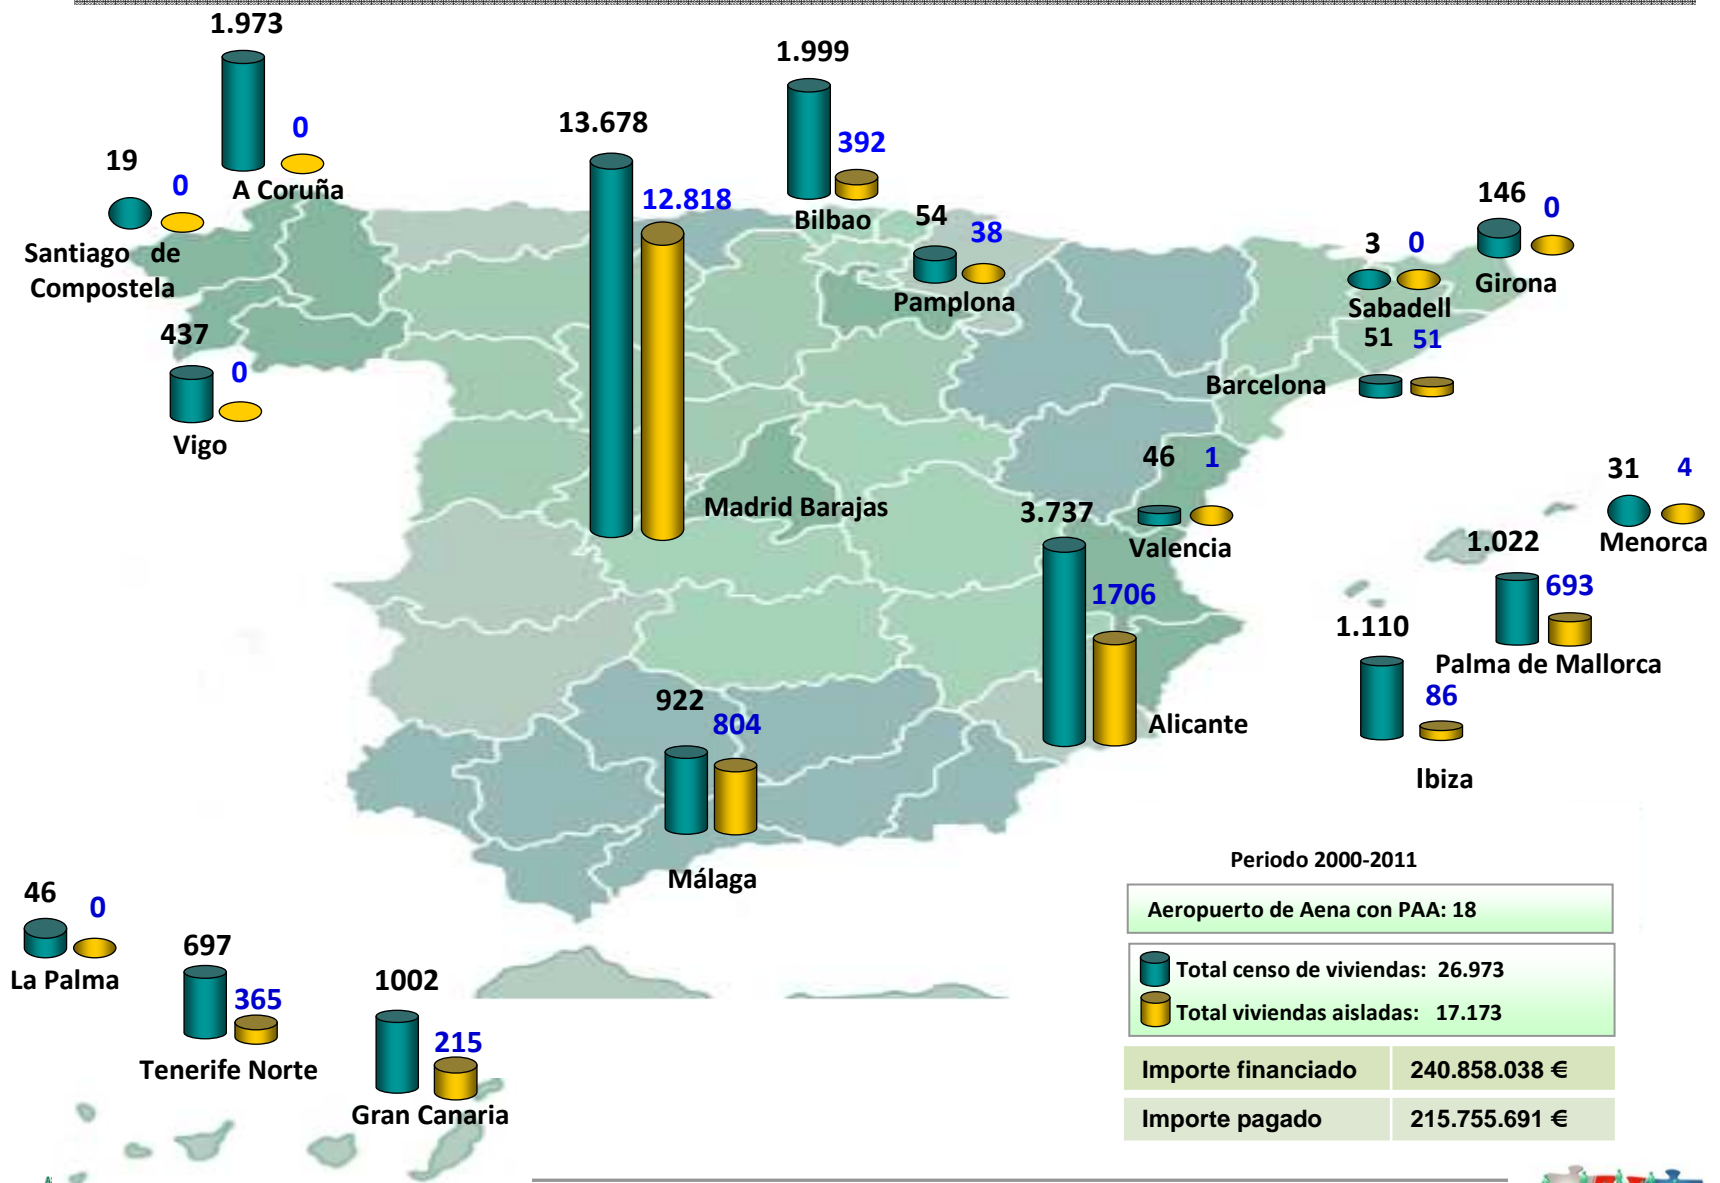 1.973
0
A Coruña
19
0
Santiago de
Compostela
437
0
Vigo
13.678
12.818
Madrid Barajas
1.999
392
Bilbao
54
38
Pamplona
146
0
Girona
3
0
Sabadell
51
51
Barcelona
46
1
Valencia
31
4
Menorca
3.737
1706
Alicante
1.022
693
Palma de Mallorca
1.110
86
Ibiza
922
804
Málaga
46
0
La Palma
697
365
Tenerife Norte
1002
215
Gran Canaria
Periodo 2000-2011
Aeropuerto de Aena con PAA: 18
Total censo de viviendas: 26.973
Total viviendas aisladas: 17.173
Importe financiado 240.858.038 €
Importe pagado 215.755.691 €